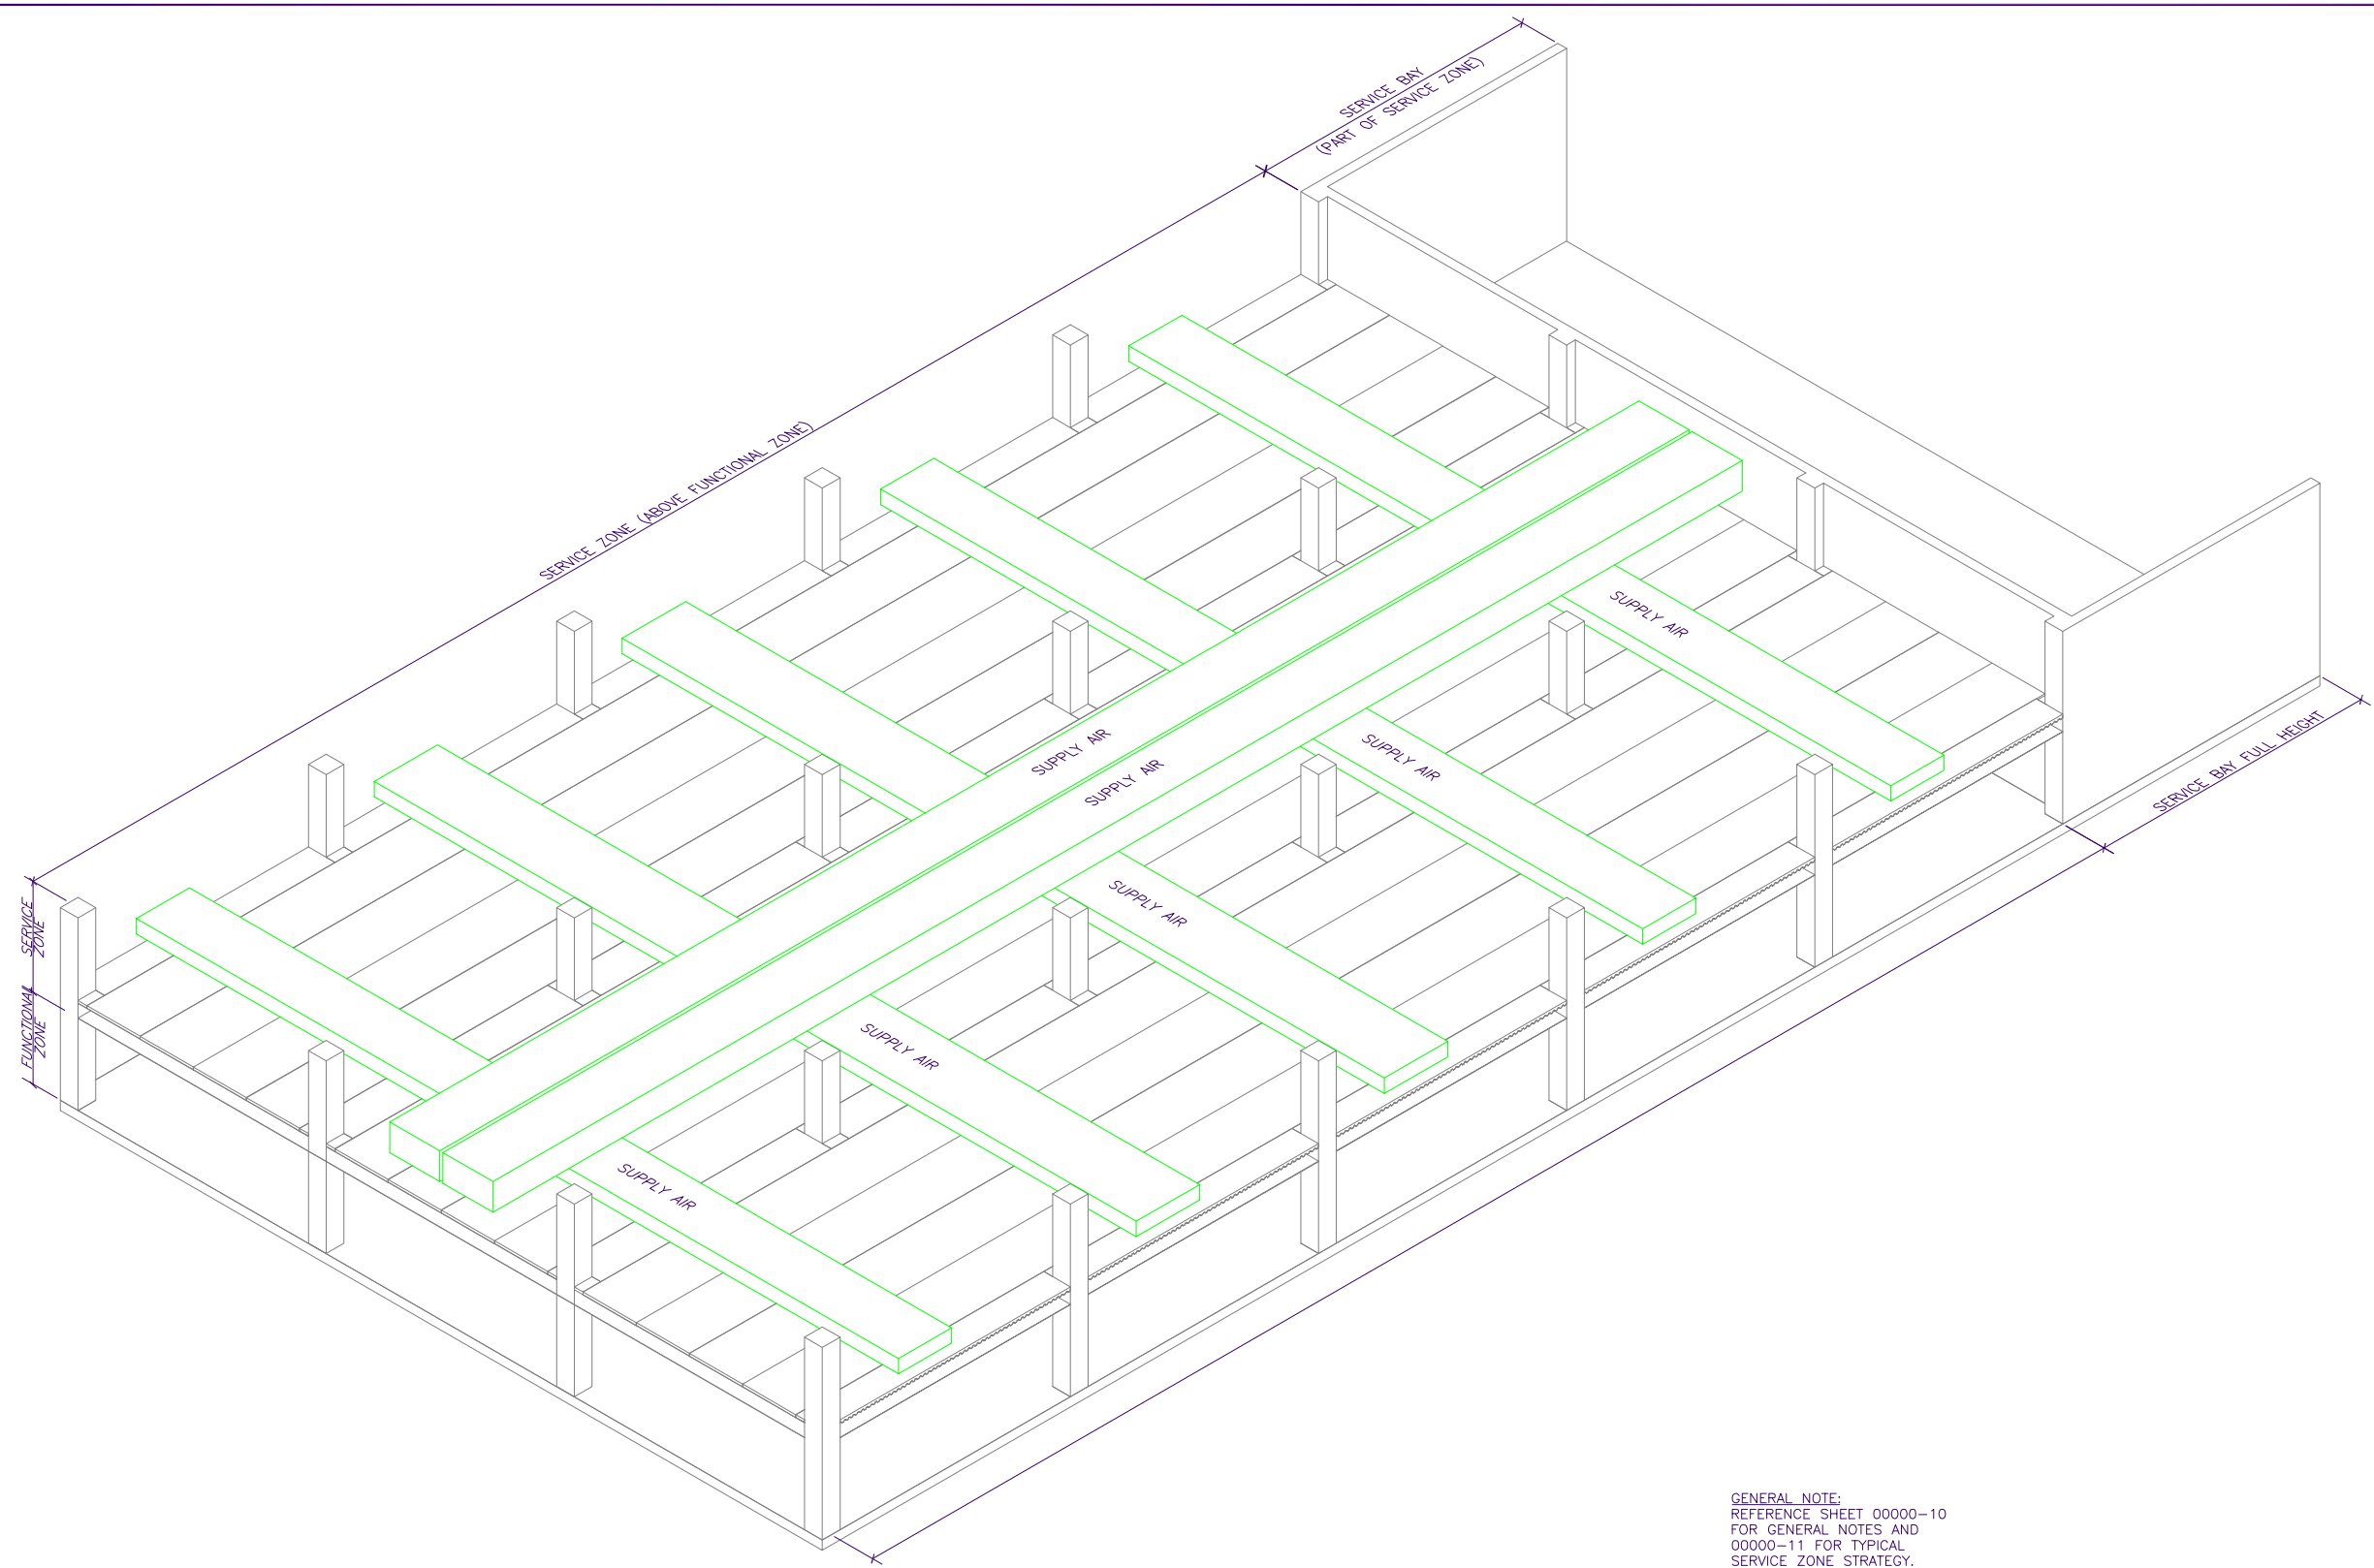 SERVICE BAY
(PART OF SERVICE ZONE)
SERVICE ZONE (ABOVE FUNCTIONAL ZONE)
SUPPLY AIR
SUPPLY AIR
SUPPLY AIR
SUPPLY AIR
SUPPLY AIR
SUPPLY AIR
SUPPLY AIR
SERVICE BAY FULL HEIGHT
SERVICE
ZONE
FUNCTIONAL
ZONE
GENERAL NOTE:
REFERENCE SHEET 00000-10
FOR GENERAL NOTES AND
00000-11 FOR TYPICAL
SERVICE ZONE STRATEGY.